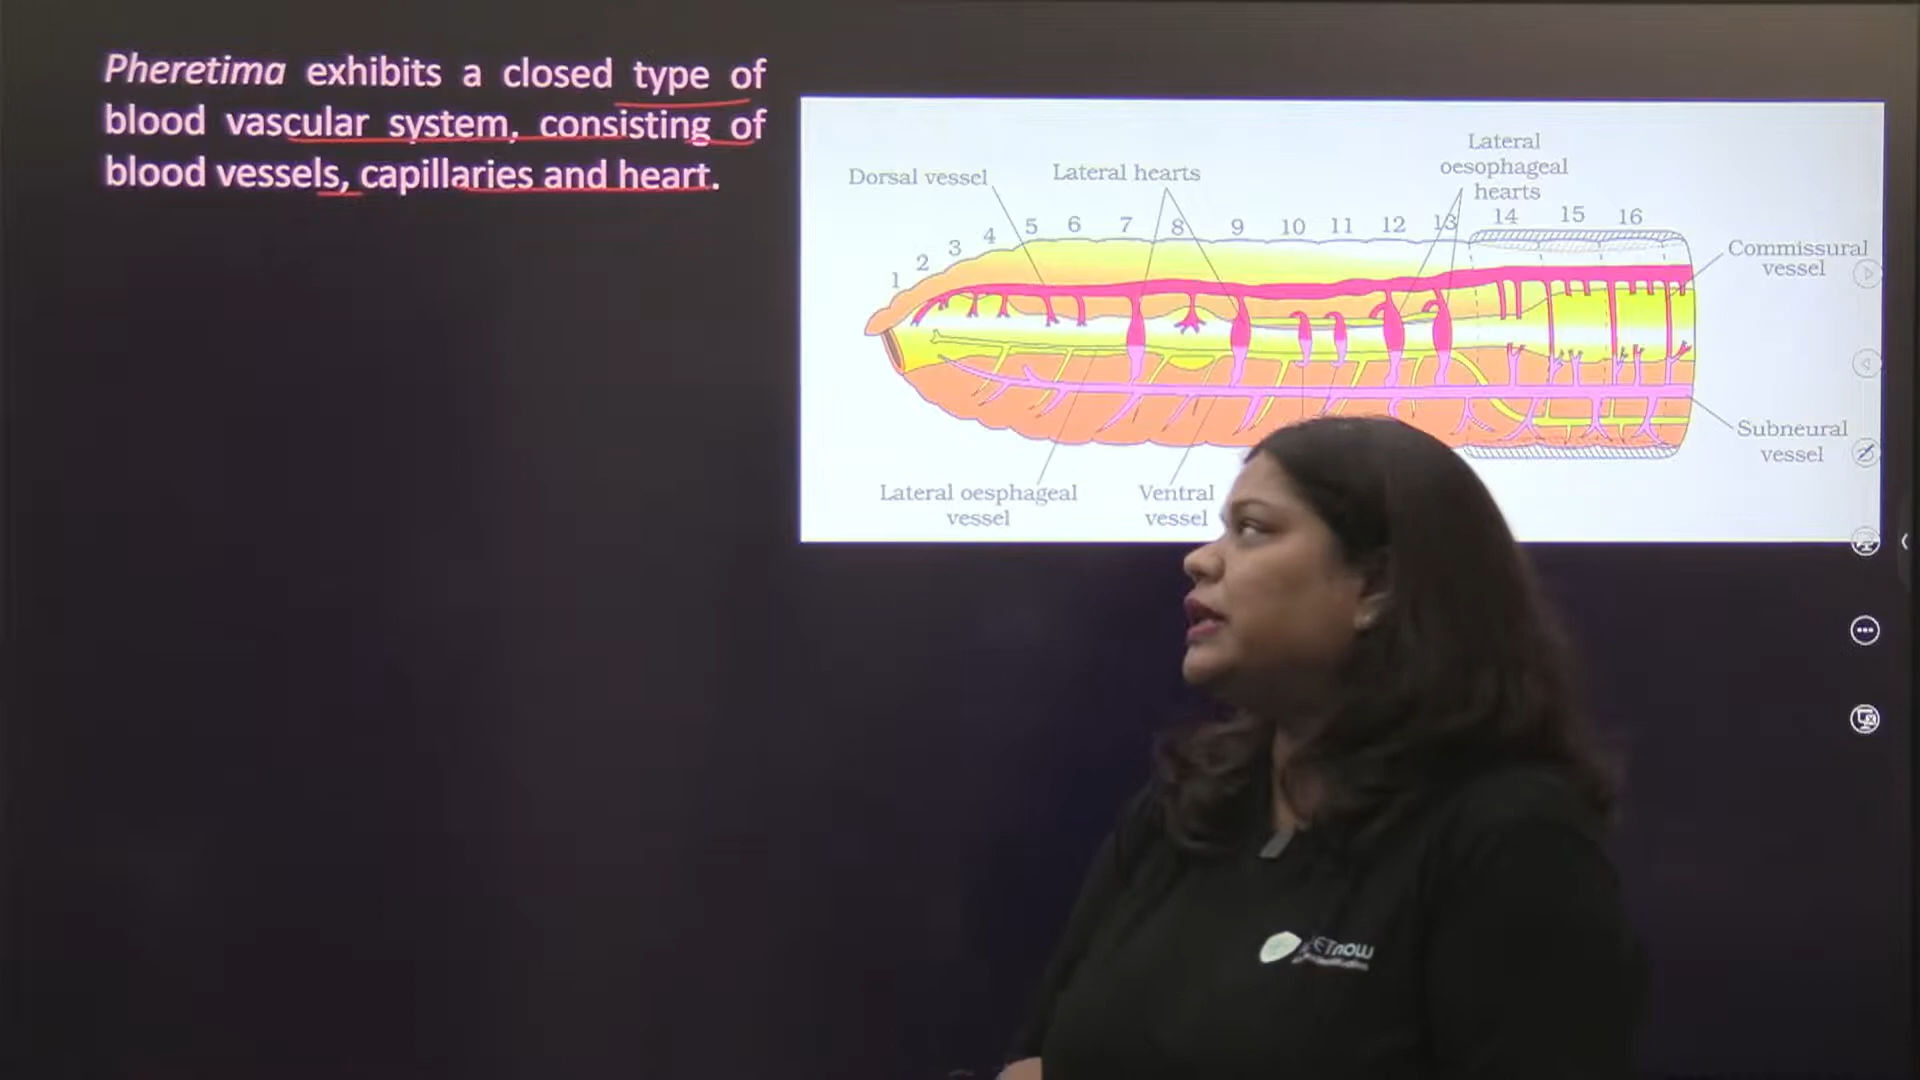 Pheretima exhibits a closed type of
blood vascular system, consisting of
blood vessels, capillaries and heart.
Lateral
oesophageal
hearts
Dorsal vessel
Lateral hearts
1 2 3 4 5 6 7 8 9 10 11 12 13 14 15 16
Commissural
vessel
Subneural
vessel
Lateral oesphageal
vessel
Ventral
vessel